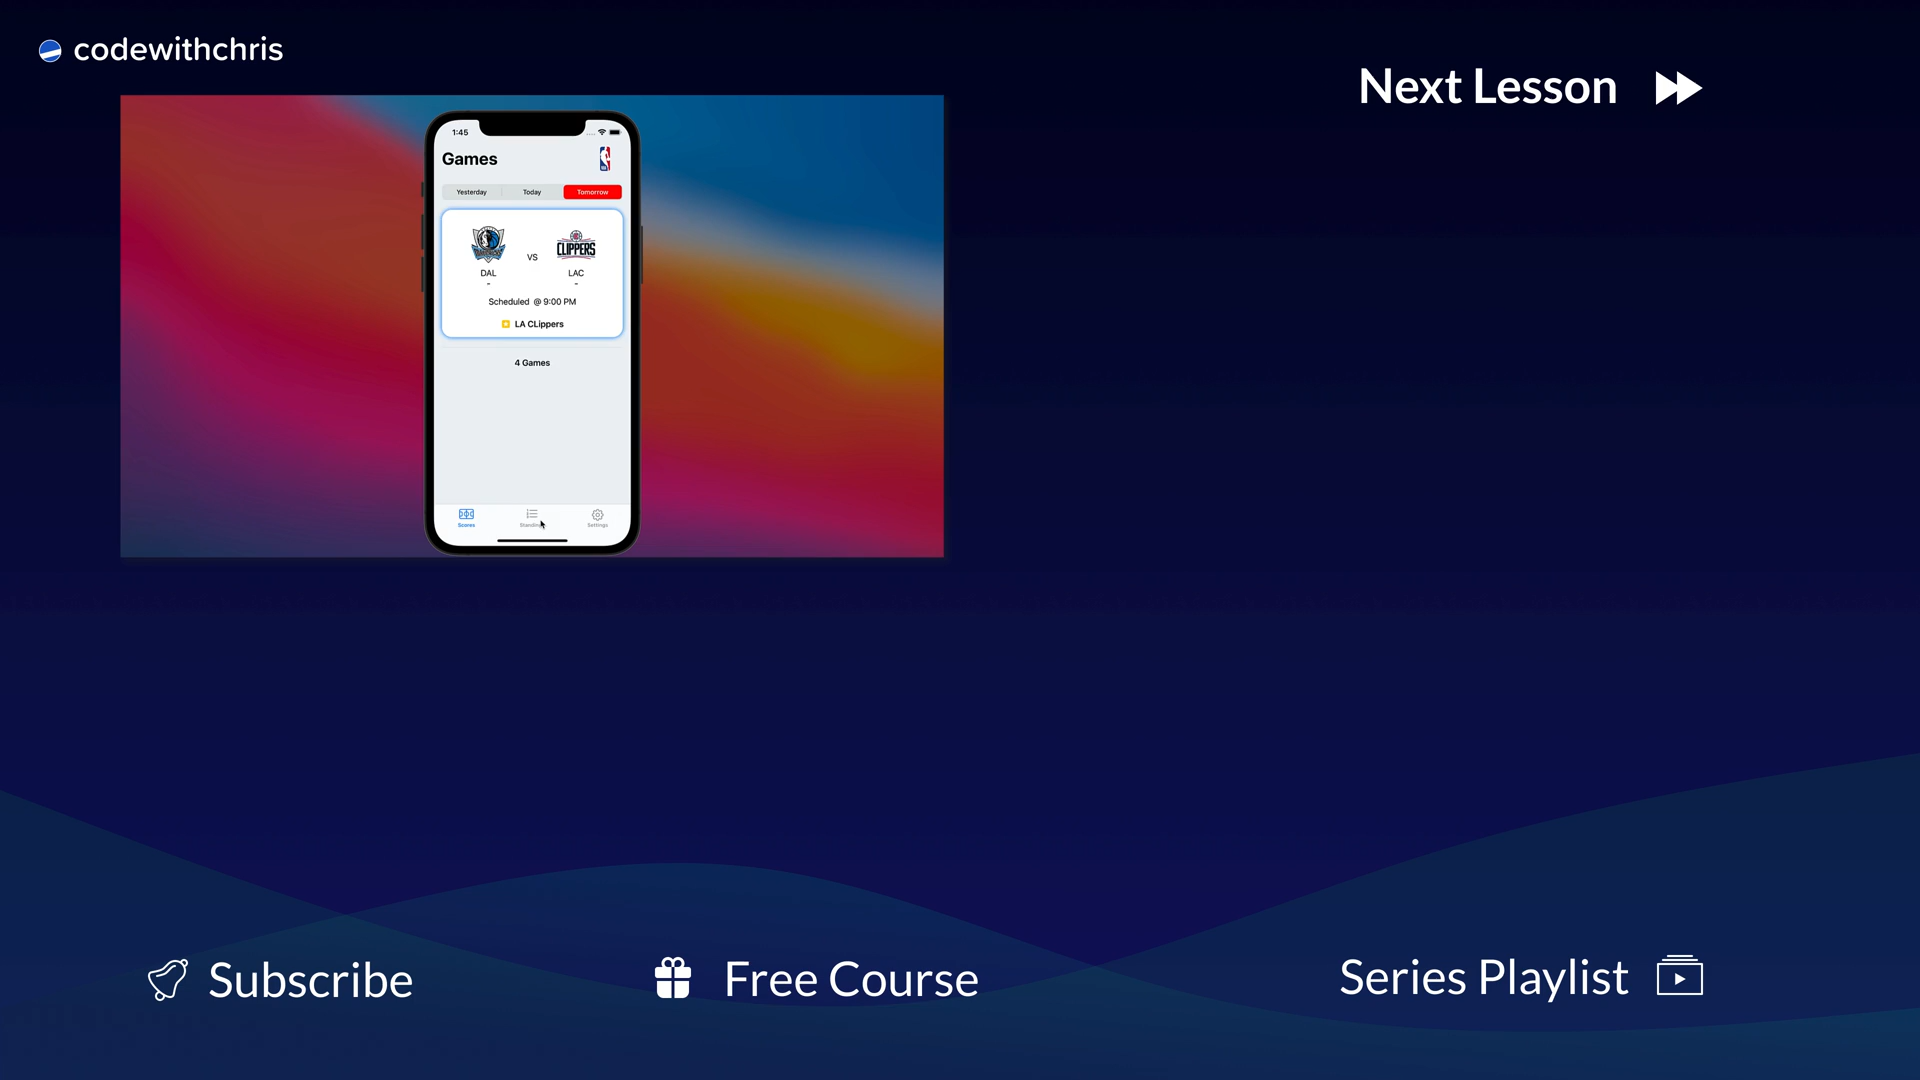 codewithchris
Next Lesson
1:45
Games
Yesterday Today Tomorrow
CLIPPERS
VS
DAL LAC
- -
Scheduled @ 9:00 PM
LA CLippers
4 Games
Scores Settings
Subscribe
Free Course
Series Playlist